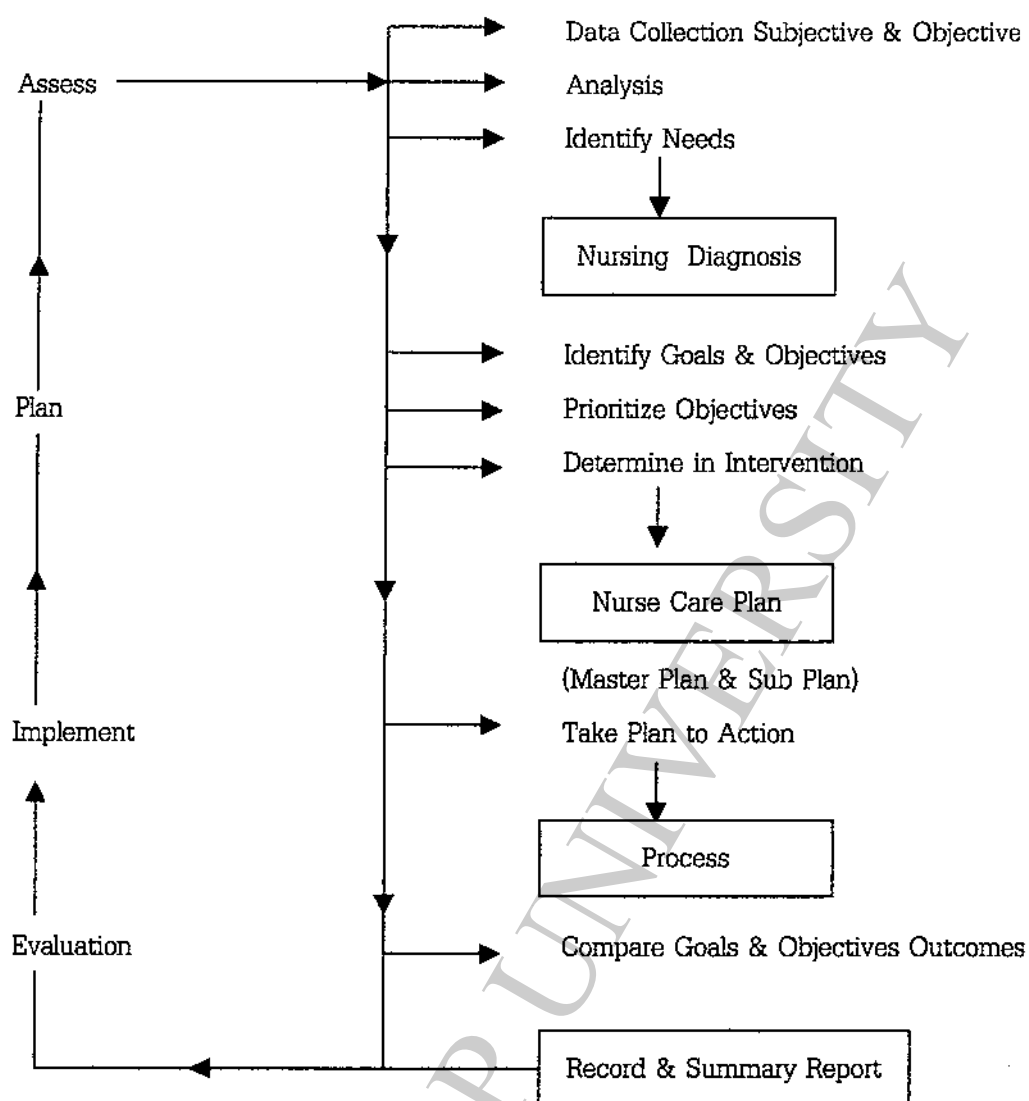 Data Collection Subjective & Objective
Assess
Analysis
Identify Needs
Nursing Diagnosis
Identify Goals & Objectives
Plan
Prioritize Objectives
Determine in Intervention
Nurse Care Plan
(Master Plan & Sub Plan)
Implement
Take Plan to Action
Process
Evaluation
Compare Goals & Objectives Outcomes
Record & Summary Report
P UNIVERSITY